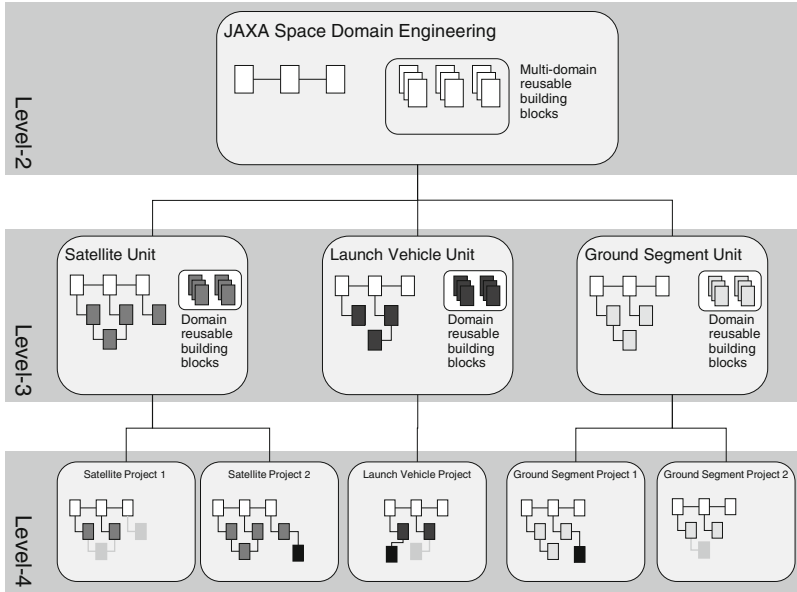 JAXA Space Domain Engineering
Multi-domain
reusable
building
blocks
Level-2
Satellite Unit
Domain
reusable
building
blocks
Launch Vehicle Unit
Domain
reusable
building
blocks
Ground Segment Unit
Domain
reusable
building
blocks
Level-3
Satellite Project 1
Satellite Project 2
Launch Vehicle Project
Ground Segment Project 1
Ground Segment Project 2
Level-4